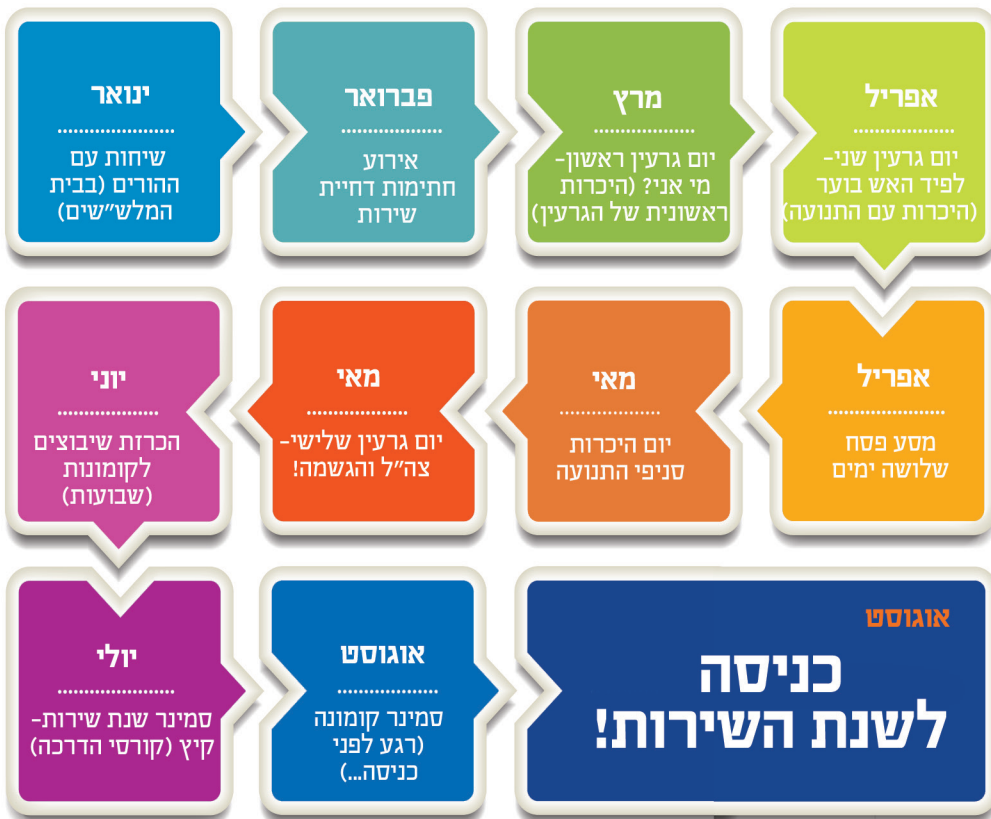 ינואר
שיחות עם
ההורים (בבית
המלש"שים)
פברואר
אירוע
חתימות דחיית
שירות
מרץ
יום גרעין ראשון-
מי אני? (היכרות
ראשונית של הגרעין)
אפריל
יום גרעין שני-
לפיד האש בוער
(היכרות עם התנועה)
אפריל
מסע פסח
שלושה ימים
מאי
יום היכרות
סניפי התנועה
מאי
יום גרעין שלישי-
צה"ל והגשמה!
יוני
הכרזת שיבוצים
לקומונות
(שבועות)
יולי
סמינר שנת שירות-
קיץ (קורסי הדרכה)
אוגוסט
סמינר קומונה
(רגע לפני
כניסה...)
אוגוסט
כניסה
לשנת השירות!